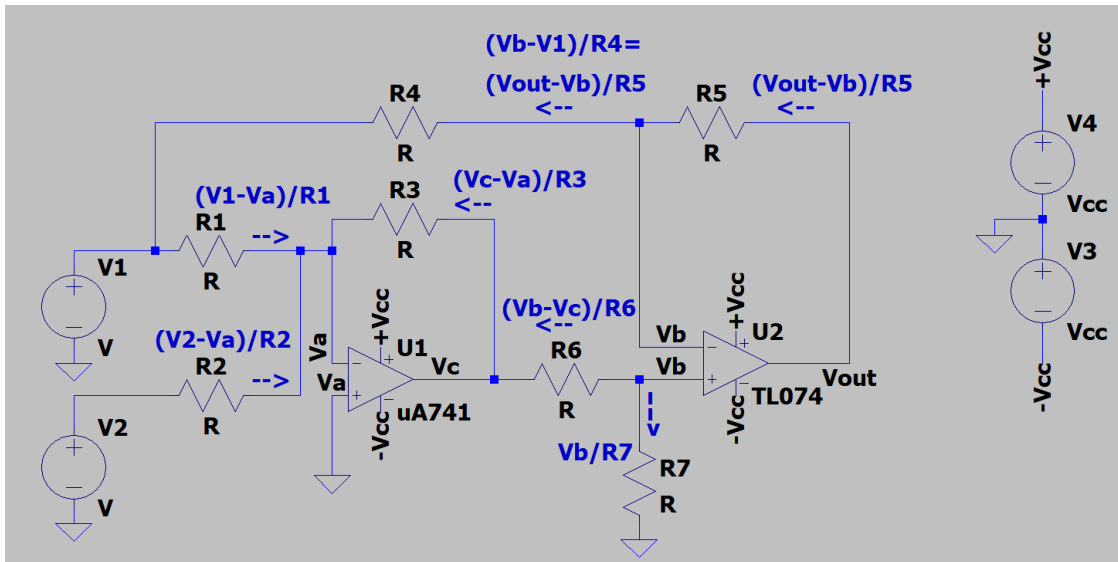 (Vb-V1)/R4=
(Vout-Vb)/R5
(Vout-Vb)/R5
<--
<--
R4
R5
R
R
+Vcc
V4
Vcc
V3
Vcc
-Vcc
(V1-Va)/R1
R1
-->
R
(Vc-Va)/R3
R3
<--
R
V1
V
(V2-Va)/R2
R2
-->
R
V2
V
Va
Va
+Vcc
U1
-Vcc
uA741
Vc
(Vb-Vc)/R6
<--
R6
R
Vb
Vb
+Vcc
U2
-Vcc
TL074
Vout
-->
Vb/R7
R7
R